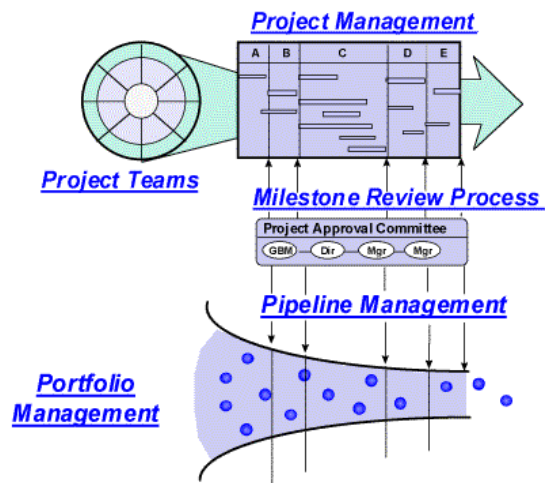 Project Management
A B C D E
Project Teams
Milestone Review Process
Project Approval Committee
GBM Dir Mgr Mgr
Pipeline Management
Portfolio
Management